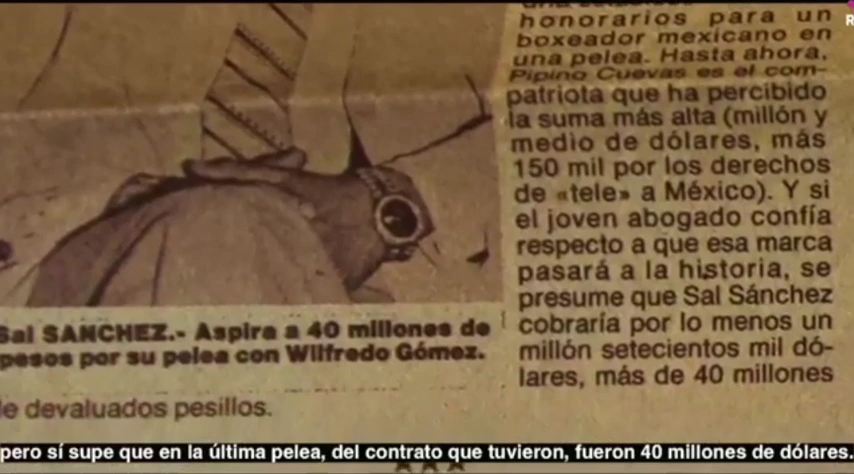 honorarios para un
boxeador mexicano en
una pelea. Hasta ahora,
Pipino Cuevas es el com-
patriota que ha percibido
la suma más alta (millón y
medio de dólares, más
150 mil por los derechos
de «tele» a México). Y si
el joven abogado confía
respecto a que esa marca
pasará a la historia, se
presume que Sal Sánchez
cobraría por lo menos un
millón setecientos mil dó-
lares, más de 40 millones
Sal SANCHEZ.- Aspira a 40 millones de
pesos por su pelea con Wilfredo Gómez.
de devaluados pesillos.
pero sí supe que en la última pelea, del contrato que tuvieron, fueron 40 millones de dólares.
R